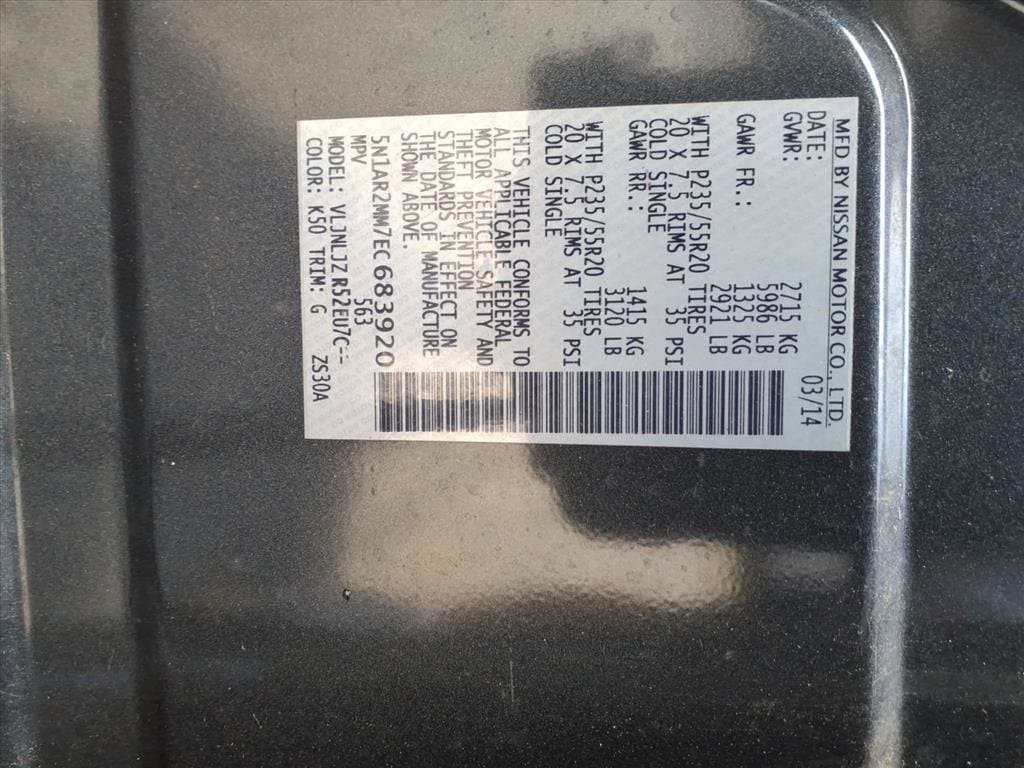 MFD BY NISSAN MOTOR CO., LTD.
DATE: 03/14
GVWR: 2715 KG
5986 LB
GAWR FR.: 1325 KG
2921 LB
WITH P235/55R20 TIRES
20 X 7.5 RIMS AT 35 PSI
COLD SINGLE
GAWR RR.: 1415 KG
3120 LB
WITH P235/55R20 TIRES
20 X 7.5 RIMS AT 35 PSI
COLD SINGLE
THIS VEHICLE CONFORMS TO
ALL APPLICABLE FEDERAL
MOTOR VEHICLE SAFETY AND
THEFT PREVENTION
STANDARDS IN EFFECT ON
THE DATE OF MANUFACTURE
SHOWN ABOVE.
5N1AR2MM7EC683920
MPV 563
MODEL: VLJNLJZ R52EU7C--
COLOR: K50 TRIM: G ZS30A